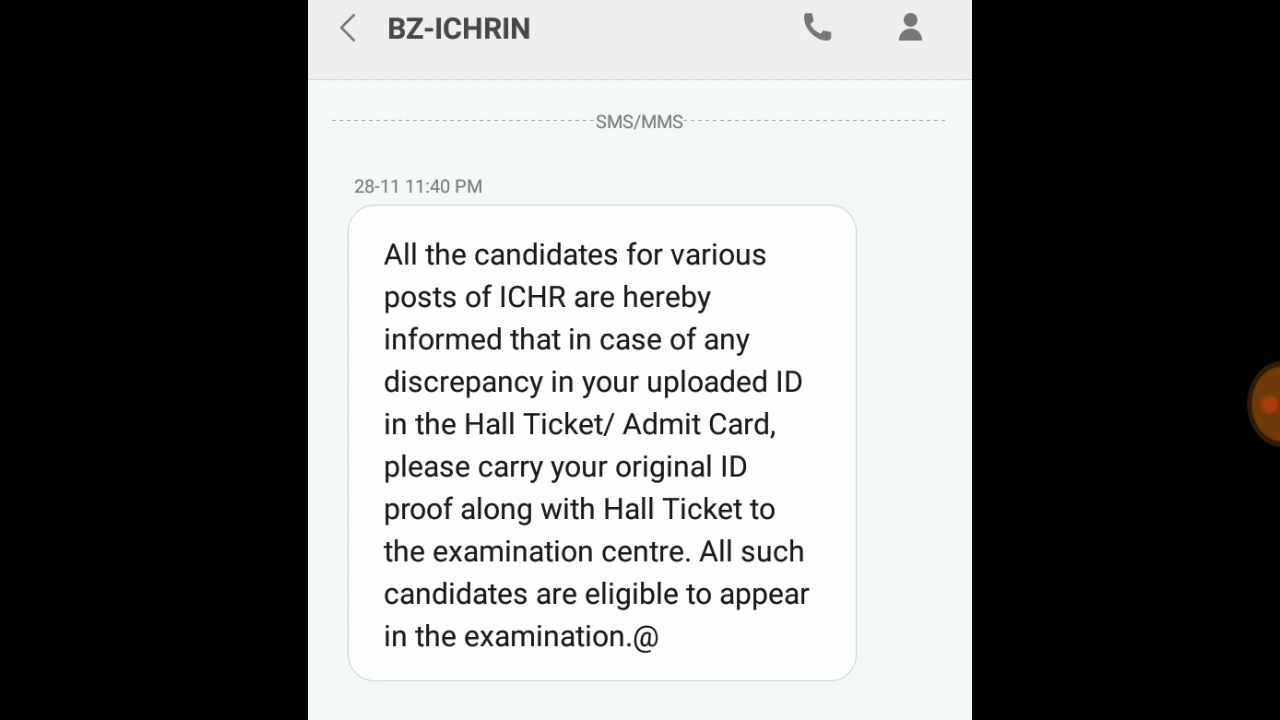 BZ-ICHRIN
SMS/MMS
28-11 11:40 PM
All the candidates for various
posts of ICHR are hereby
informed that in case of any
discrepancy in your uploaded ID
in the Hall Ticket/ Admit Card,
please carry your original ID
proof along with Hall Ticket to
the examination centre. All such
candidates are eligible to appear
in the examination.@